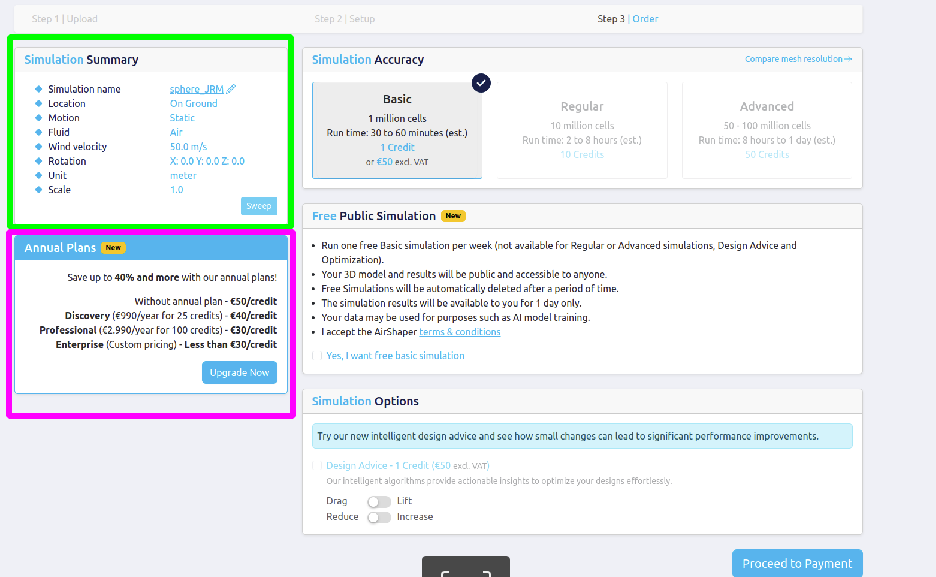 Step 1 | Upload
Step 2 | Setup
Step 3 | Order
Simulation Summary
Simulation name sphere_JRM
Location On Ground
Motion Static
Fluid Air
Wind velocity 50.0 m/s
Rotation X: 0.0 Y: 0.0 Z: 0.0
Unit meter
Scale 1.0
Sweep
Annual Plans New
Save up to 40% and more with our annual plans!
Without annual plan - €50/credit
Discovery (€990/year for 25 credits) - €40/credit
Professional (€2.990/year for 100 credits) - €30/credit
Enterprise (Custom pricing) - Less than €30/credit
Upgrade Now
Simulation Accuracy
Compare mesh resolution→
Basic
1 million cells
Run time: 30 to 60 minutes (est.)
1 Credit
or €50 excl. VAT
Regular
10 million cells
Run time: 2 to 8 hours (est.)
10 Credits
Advanced
50 - 100 million cells
Run time: 8 hours to 1 day (est.)
50 Credits
Free Public Simulation New
• Run one free Basic simulation per week (not available for Regular or Advanced simulations, Design Advice and
Optimization).
• Your 3D model and results will be public and accessible to anyone.
• Free Simulations will be automatically deleted after a period of time.
• The simulation results will be available to you for 1 day only.
• Your data may be used for purposes such as AI model training.
• I accept the AirShaper terms & conditions
Yes, I want free basic simulation
Simulation Options
Try our new intelligent design advice and see how small changes can lead to significant performance improvements.
Design Advice - 1 Credit (€50 excl. VAT)
Our intelligent algorithms provide actionable insights to optimize your designs effortlessly.
Drag Lift
Reduce Increase
Proceed to Payment